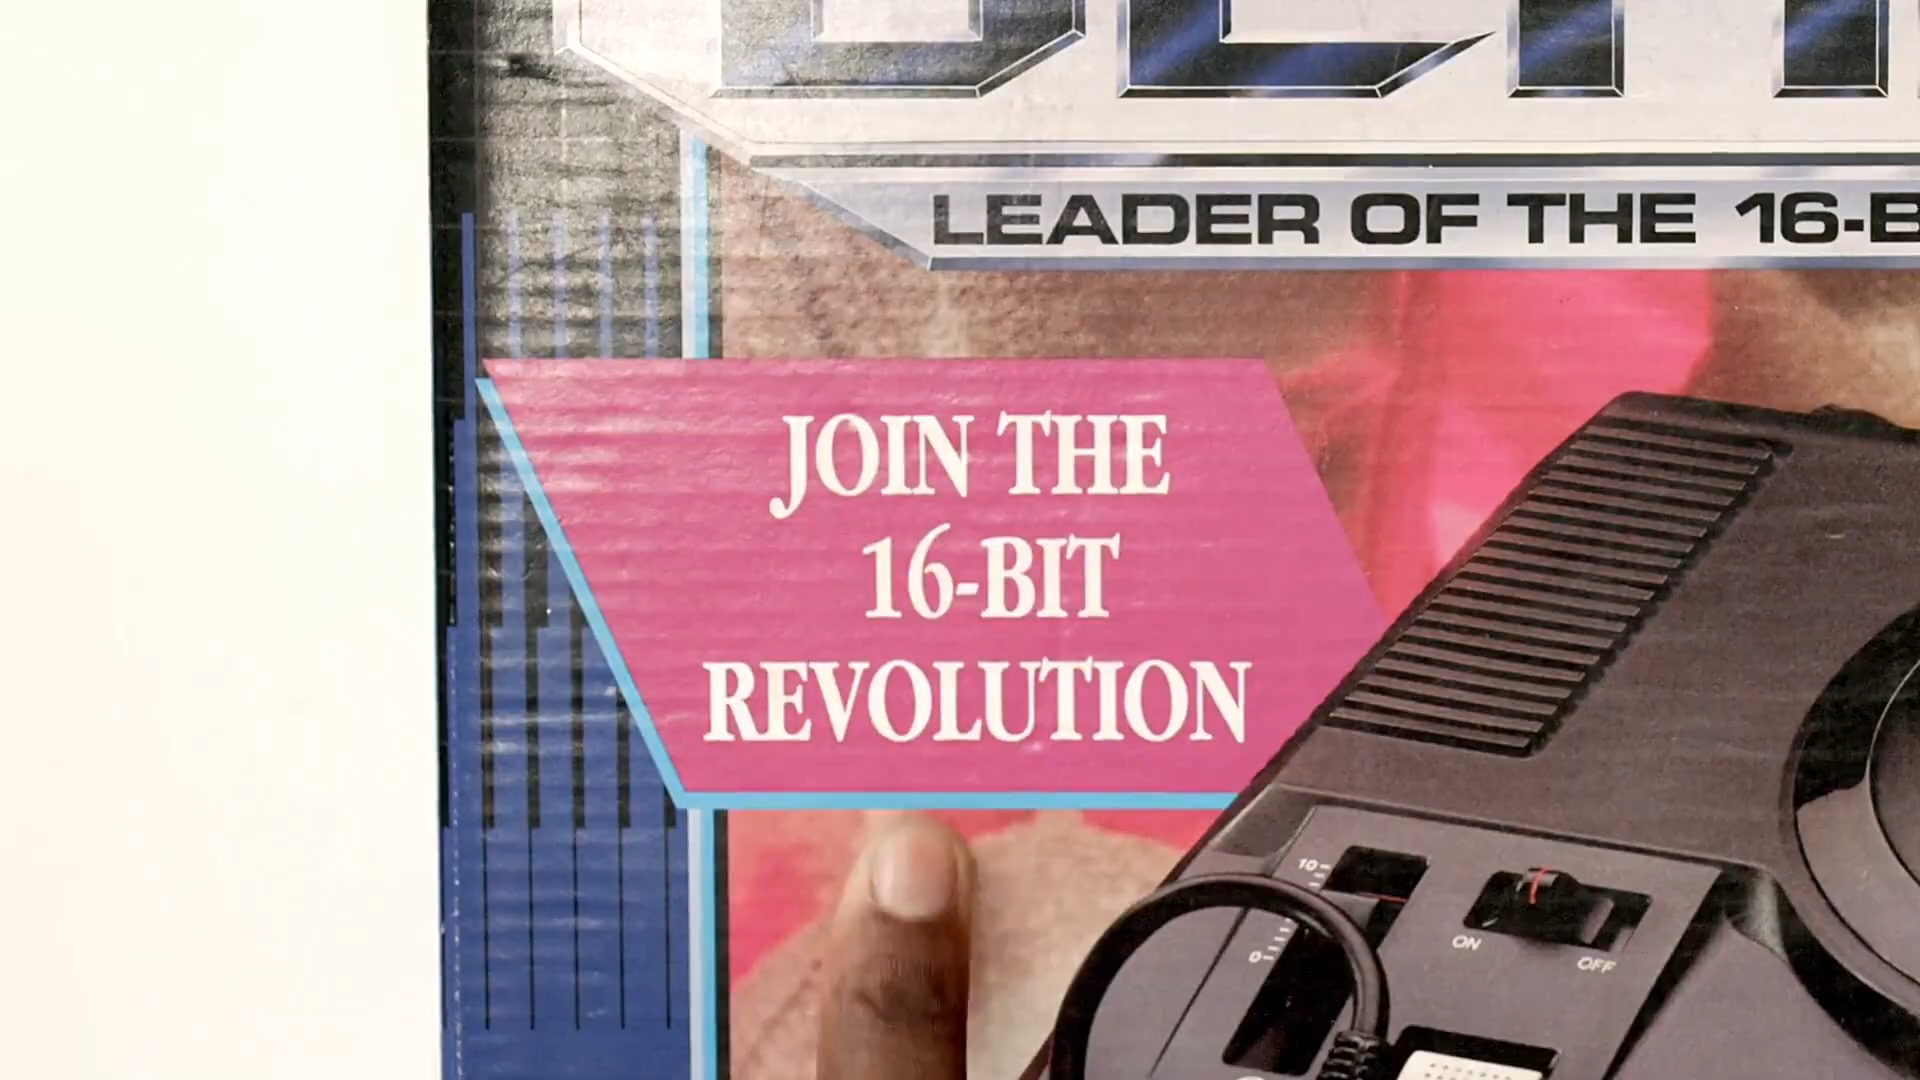 LEADER OF THE 16-B
JOIN THE
16-BIT
REVOLUTION
10
0
ON
OFF